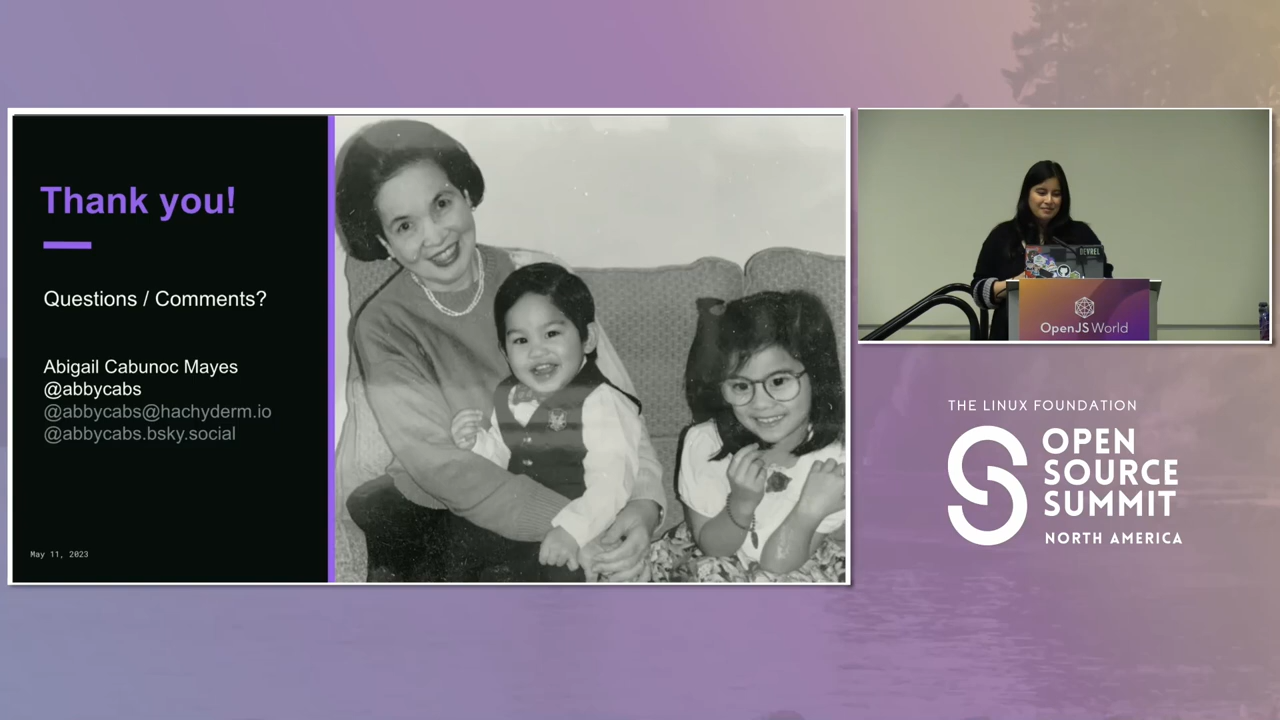 Thank you!
Questions / Comments?
Abigail Cabunoc Mayes
@abbycabs
@abbycabs@hachyderm.io
@abbycabs.bsky.social
May 11, 2023
DEVREL
OpenJS World
THE LINUX FOUNDATION
OPEN
SOURCE
SUMMIT
NORTH AMERICA